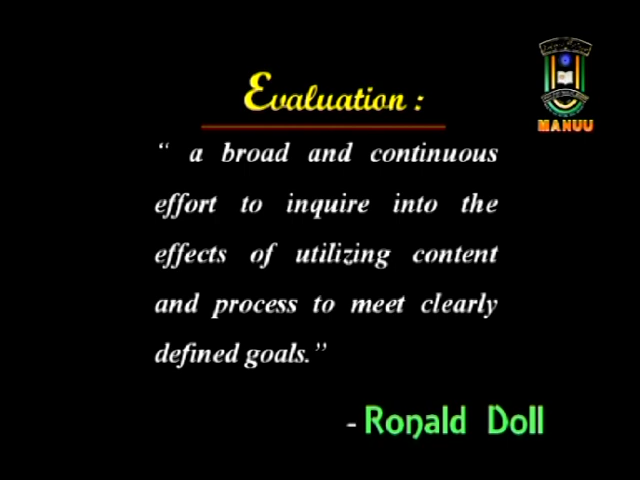 Evaluation :
“ a broad and continuous
effort to inquire into the
effects of utilizing content
and process to meet clearly
defined goals.”
- Ronald Doll
MANUU